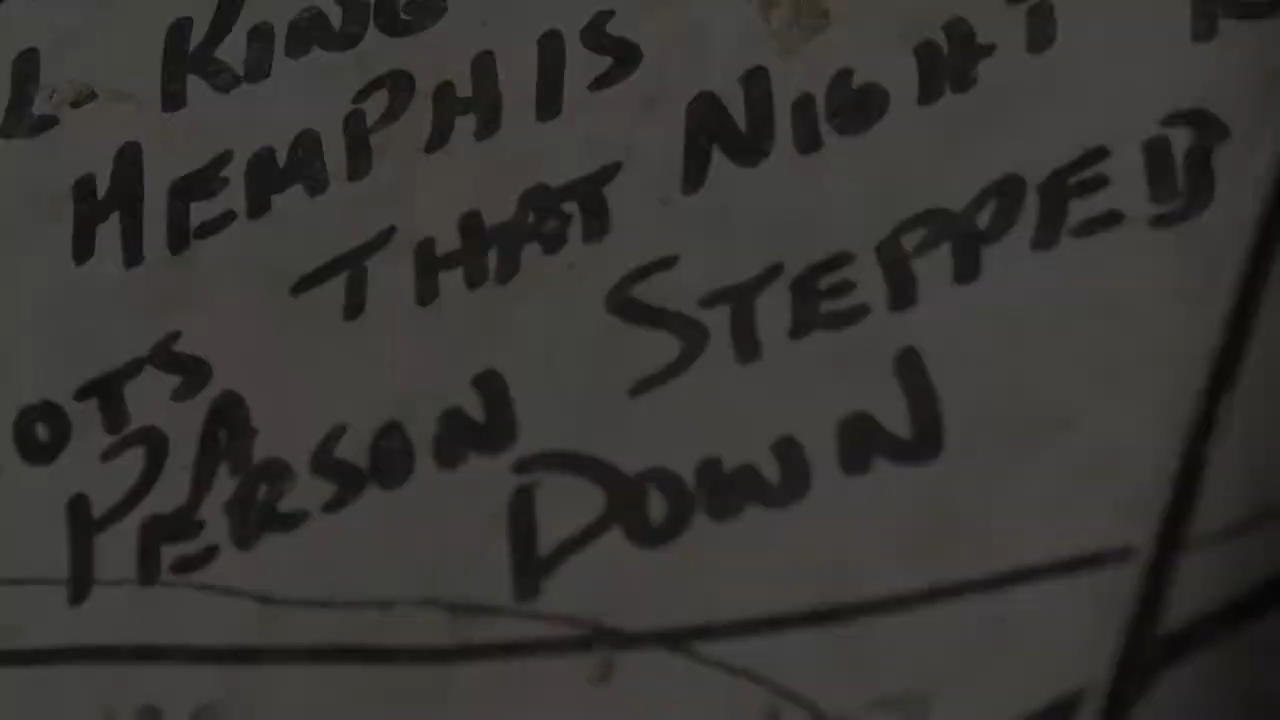 L. KING
MEMPHIS
THAT NIGHT
OTS A
PERSON STEPPED
DOWN